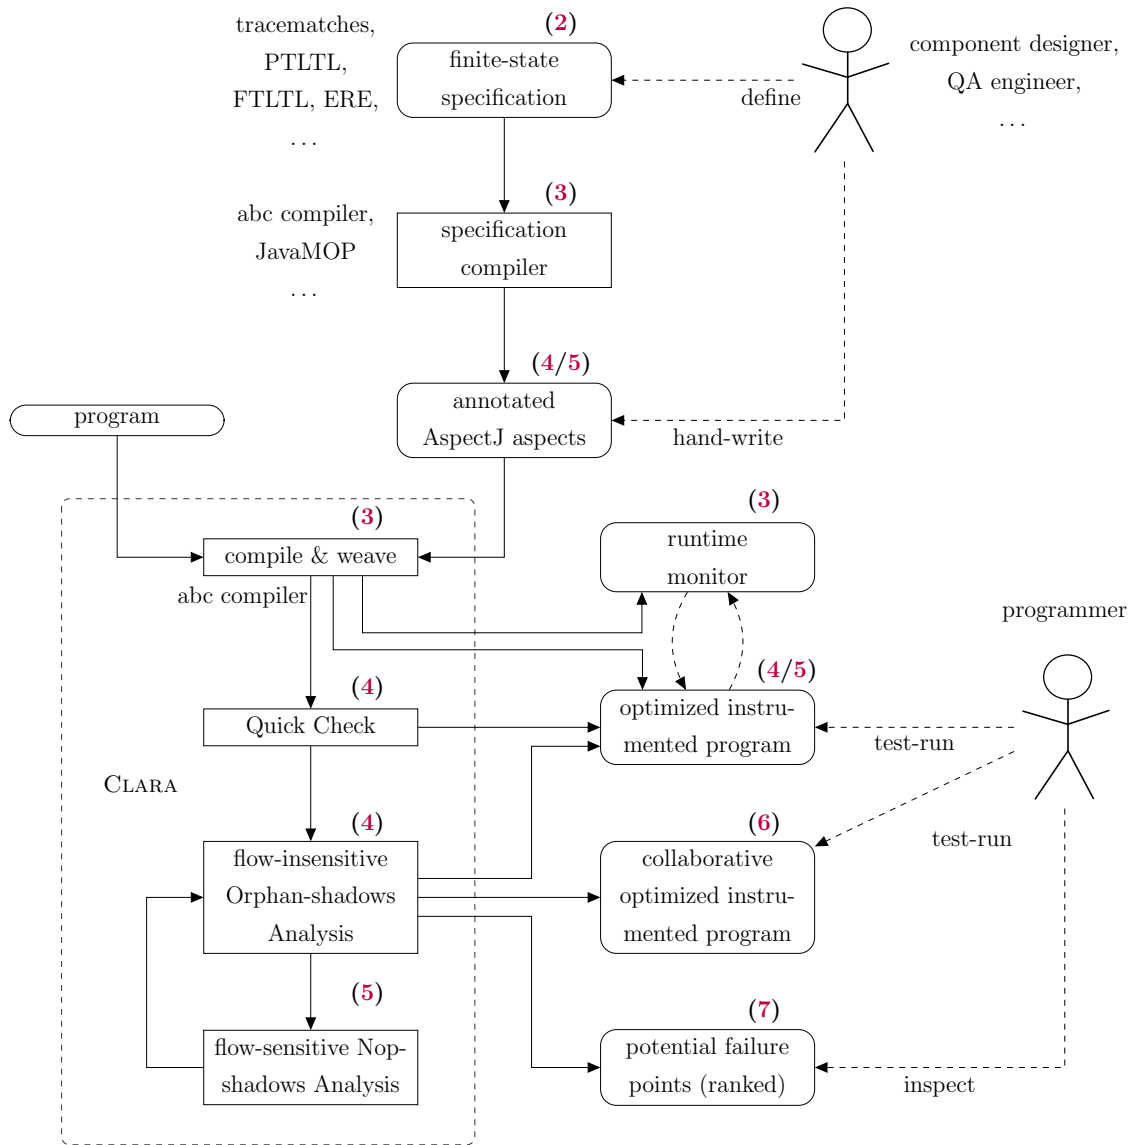 tracematches,
PTLTL,
FTLTL, ERE,
. . .
(2)
finite-state
specification
define
component designer,
QA engineer,
. . .
abc compiler,
JavaMOP
. . .
(3)
specification
compiler
(4/5)
annotated
AspectJ aspects
hand-write
program
(3)
compile & weave
abc compiler
(3)
runtime
monitor
programmer
(4)
Quick Check
(4/5)
optimized instru-
mented program
test-run
CLARA
(4)
flow-insensitive
Orphan-shadows
Analysis
(6)
collaborative
optimized instru-
mented program
test-run
(5)
flow-sensitive Nop-
shadows Analysis
(7)
potential failure
points (ranked)
inspect